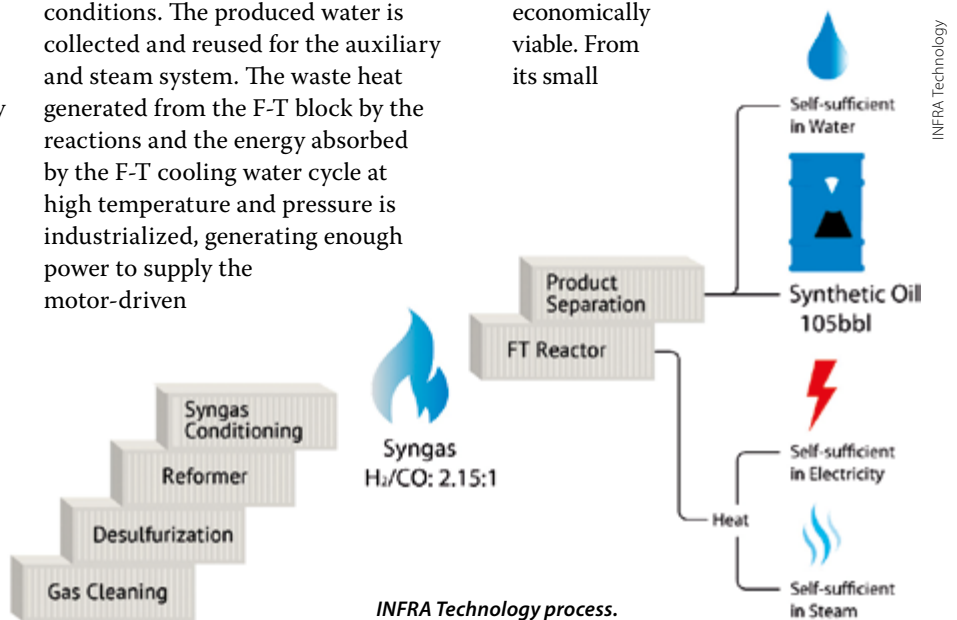 conditions. The produced water is
collected and reused for the auxiliary
and steam system. The waste heat
generated from the F-T block by the
reactions and the energy absorbed
by the F-T cooling water cycle at
high temperature and pressure is
industrialized, generating enough
power to supply the
motor-driven
economically
viable. From
its small
INFRA Technology
Self-sufficient
in Water
Synthetic Oil
105bbl
Product
Separation
FT Reactor
Syngas
H₂/CO: 2.15:1
Syngas
Conditioning
Reformer
Desulfurization
Gas Cleaning
Heat
Self-sufficient
in Electricity
Self-sufficient
in Steam
INFRA Technology process.